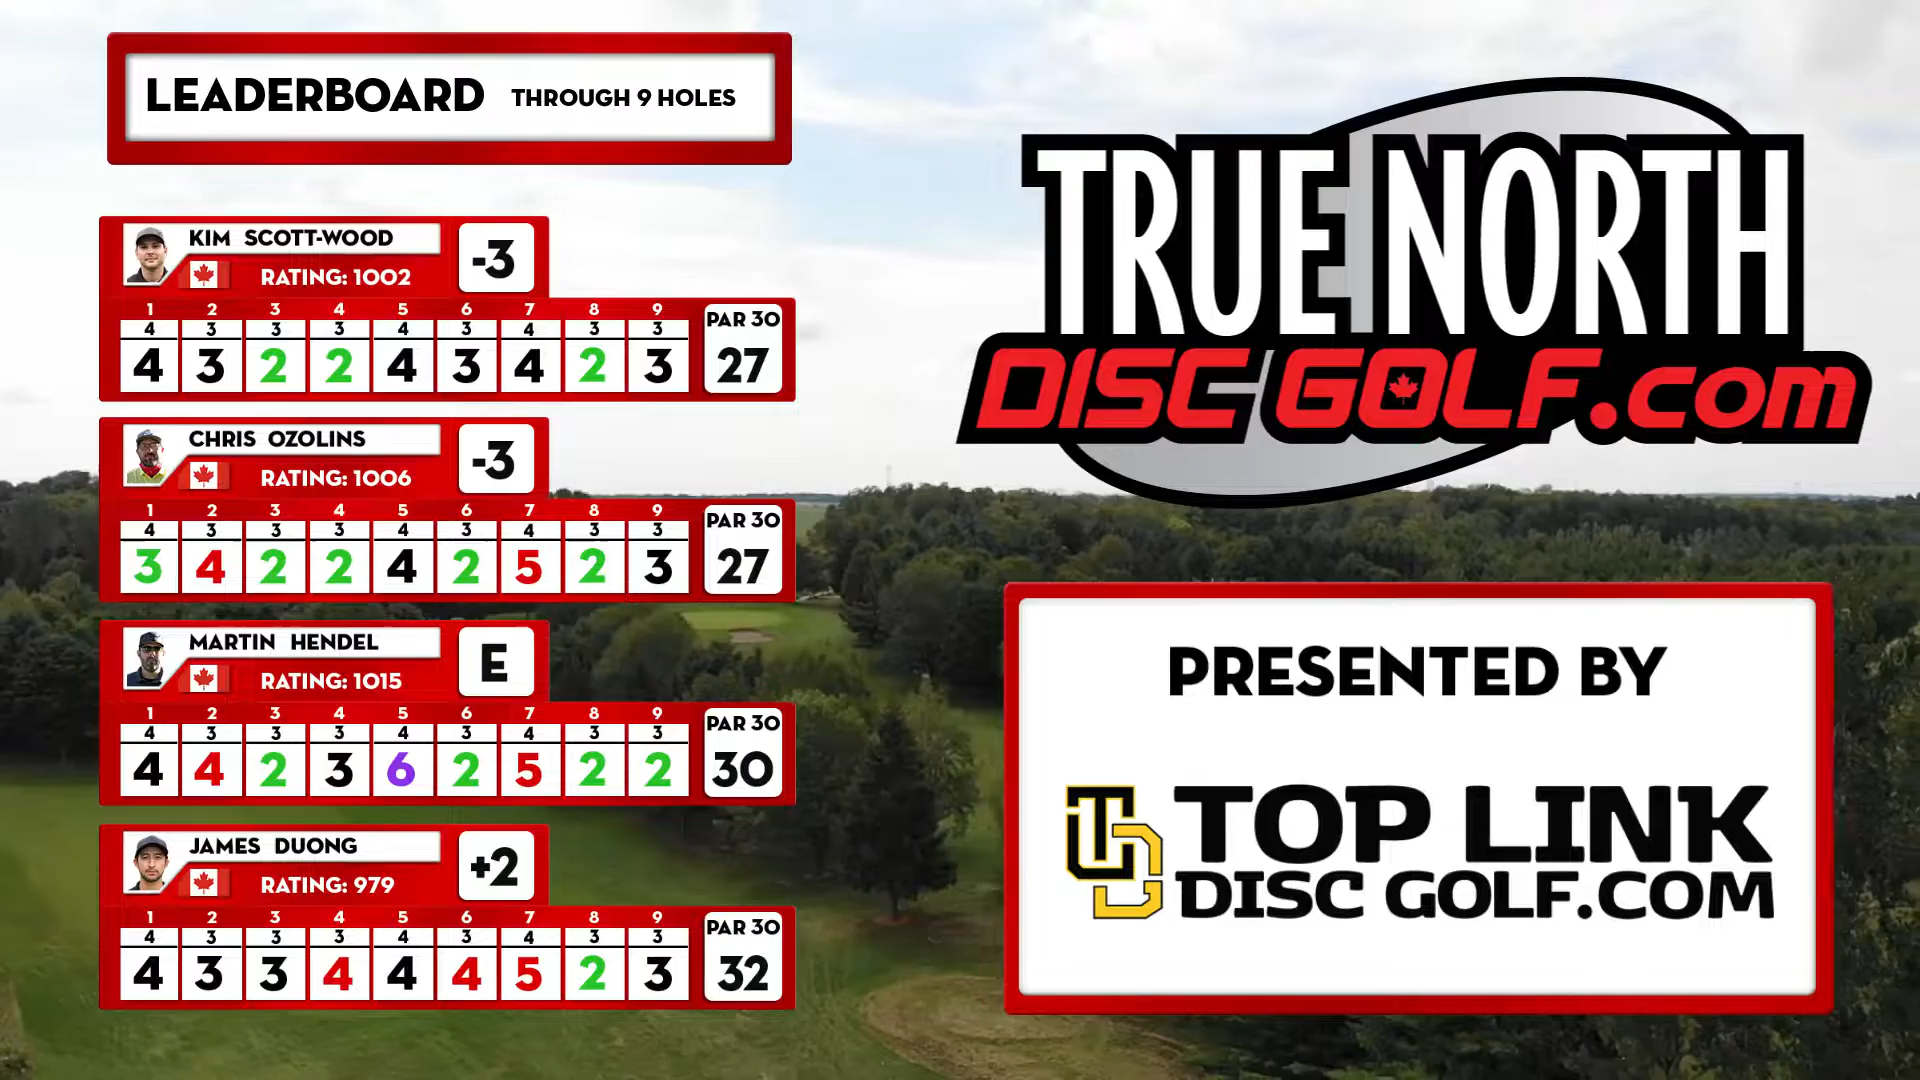 LEADERBOARD THROUGH 9 HOLES
KIM SCOTT-WOOD
-3
RATING: 1002
1 2 3 4 5 6 7 8 9
4 3 3 3 4 3 4 3 3 PAR 30
4 3 2 2 4 3 4 2 3 27
CHRIS OZOLINS
-3
RATING: 1006
1 2 3 4 5 6 7 8 9
4 3 3 3 4 3 4 3 3 PAR 30
3 4 2 2 4 2 5 2 3 27
MARTIN HENDEL
E
RATING: 1015
1 2 3 4 5 6 7 8 9
4 3 3 3 4 3 4 3 3 PAR 30
4 4 2 3 6 2 5 2 2 30
JAMES DUONG
+2
RATING: 979
1 2 3 4 5 6 7 8 9
4 3 3 3 4 3 4 3 3 PAR 30
4 3 3 4 4 4 5 2 3 32
TRUE NORTH
DISC GOLF.com
PRESENTED BY
TOP LINK
DISC GOLF.COM